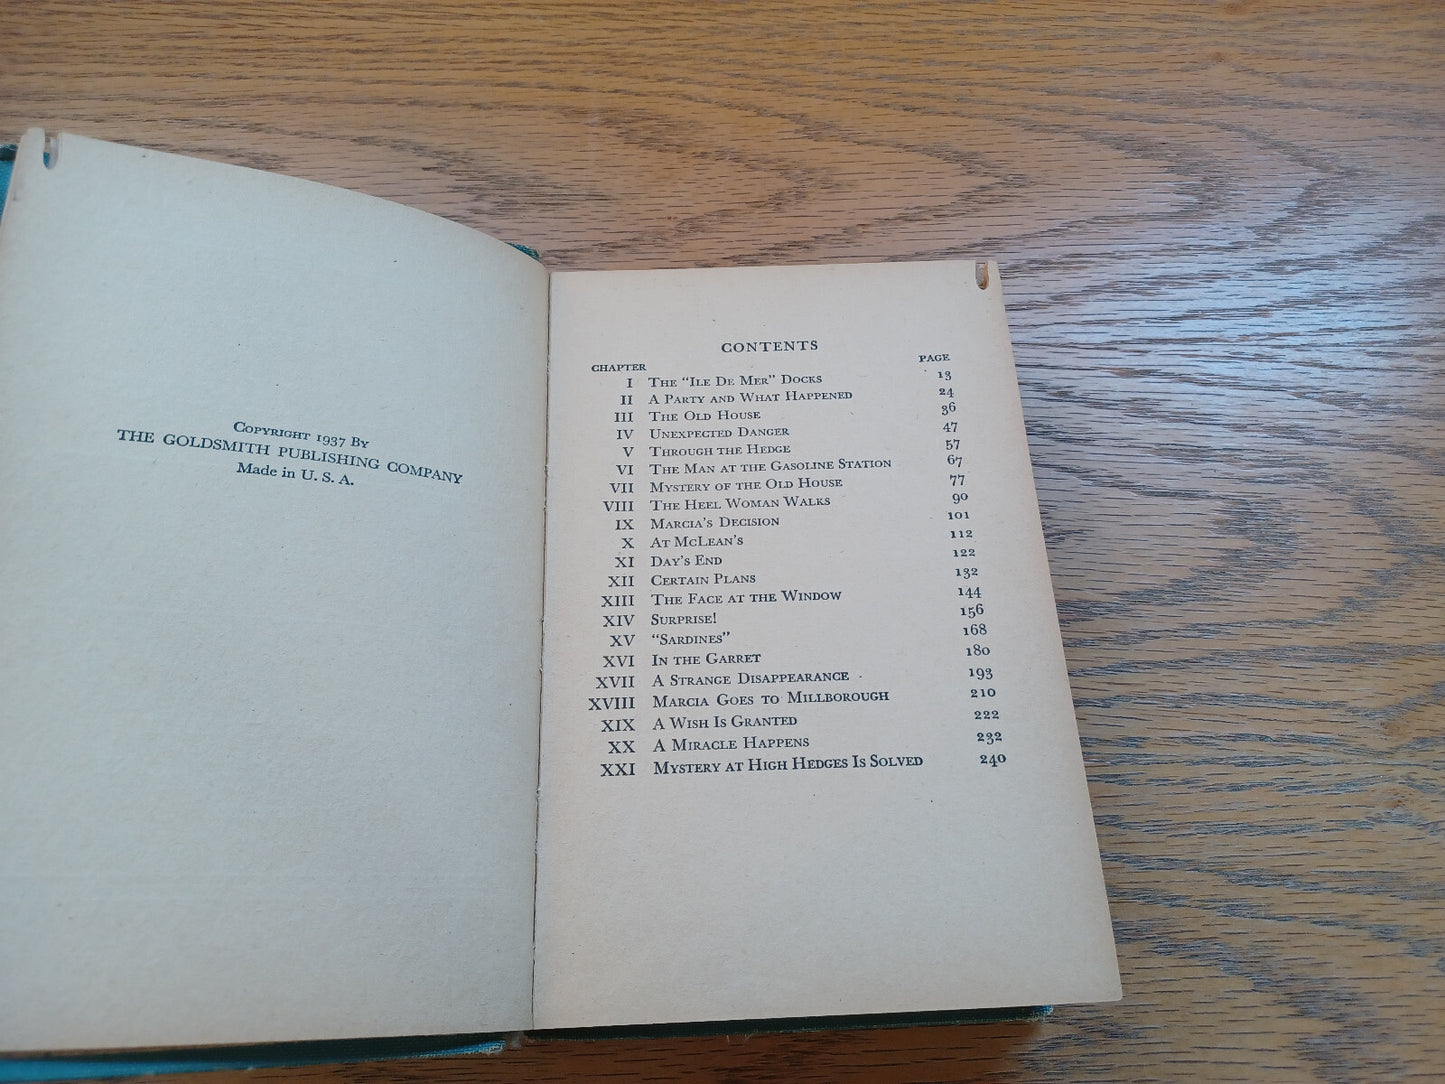 Copyright 1937 By
THE GOLDSMITH PUBLISHING COMPANY
Made in U. S. A.
CONTENTS
CHAPTER PAGE
I The "Ile De Mer" Docks 13
II A Party and What Happened 24
III The Old House 36
IV Unexpected Danger 47
V Through the Hedge 57
VI The Man at the Gasoline Station 67
VII Mystery of the Old House 77
VIII The Heel Woman Walks 90
IX Marcia's Decision 101
X At McLean's 112
XI Day's End 122
XII Certain Plans 132
XIII The Face at the Window 144
XIV Surprise! 156
XV "Sardines" 168
XVI In the Garret 180
XVII A Strange Disappearance 193
XVIII Marcia Goes to Millborough 210
XIX A Wish Is Granted 222
XX A Miracle Happens 232
XXI Mystery at High Hedges Is Solved 240